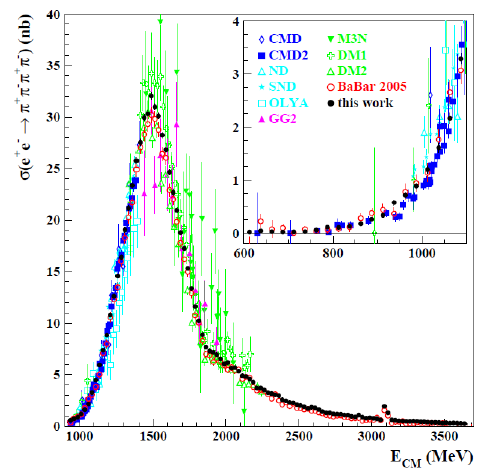 σ(e⁺e⁻ → π⁺π⁻π⁺π⁻) (nb)
40
35
30
25
20
15
10
5
0
1000 1500 2000 2500 3000 3500
E_CM (MeV)
CMD
CMD2
ND
SND
OLYA
GG2
M3N
DM1
DM2
BaBar 2005
this work
4
3
2
1
0
600 800 1000